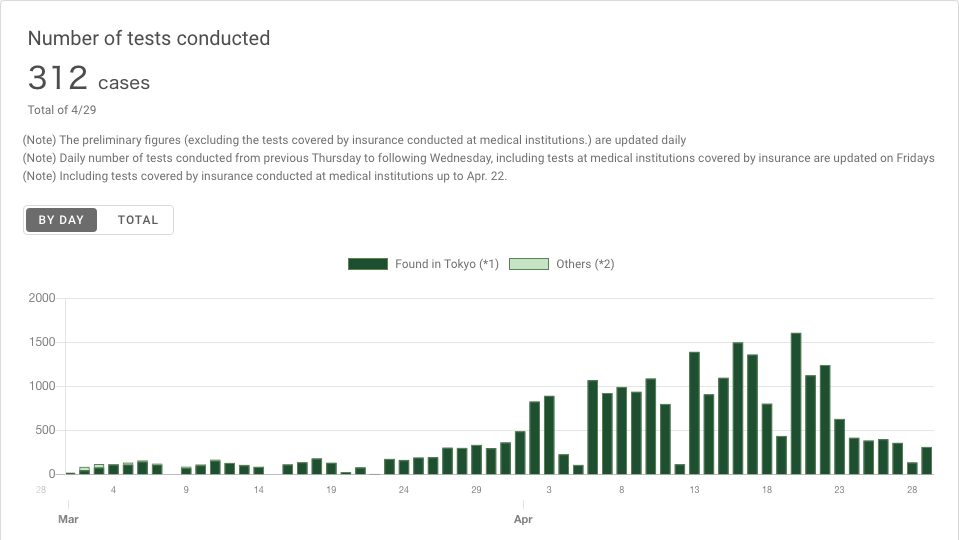 Number of tests conducted
312 cases
Total of 4/29
(Note) The preliminary figures (excluding the tests covered by insurance conducted at medical institutions.) are updated daily
(Note) Daily number of tests conducted from previous Thursday to following Wednesday, including tests at medical institutions covered by insurance are updated on Fridays
(Note) Including tests covered by insurance conducted at medical institutions up to Apr. 22.
BY DAY TOTAL
Found in Tokyo (*1) Others (*2)
2000
1500
1000
500
0
28 4 9 14 19 24 29 3 8 13 18 23 28
Mar Apr